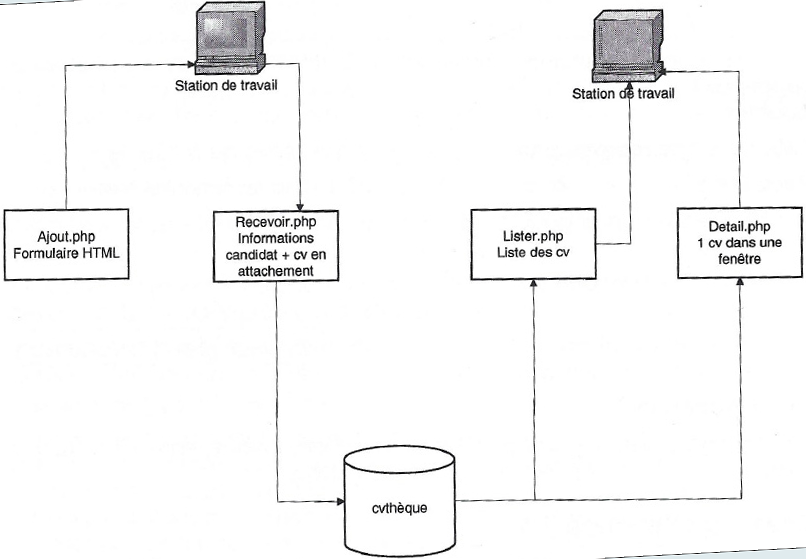 Station de travail
Station de travail
Ajout.php
Formulaire HTML
Recevoir.php
Informations
candidat + cv en
attachement
Lister.php
Liste des cv
Detail.php
1 cv dans une
fenêtre
cvthèque